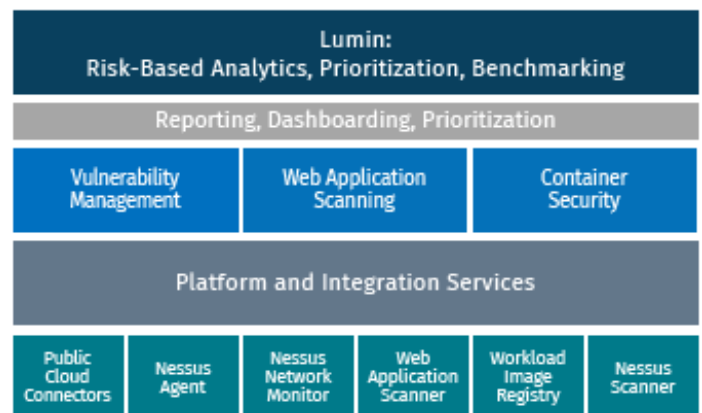 Lumin:
Risk-Based Analytics, Prioritization, Benchmarking
Reporting, Dashboarding, Prioritization
Vulnerability
Management
Web Application
Scanning
Container
Security
Platform and Integration Services
Public
Cloud
Connectors
Nessus
Agent
Nessus
Network
Monitor
Web
Application
Scanner
Workload
Image
Registry
Nessus
Scanner